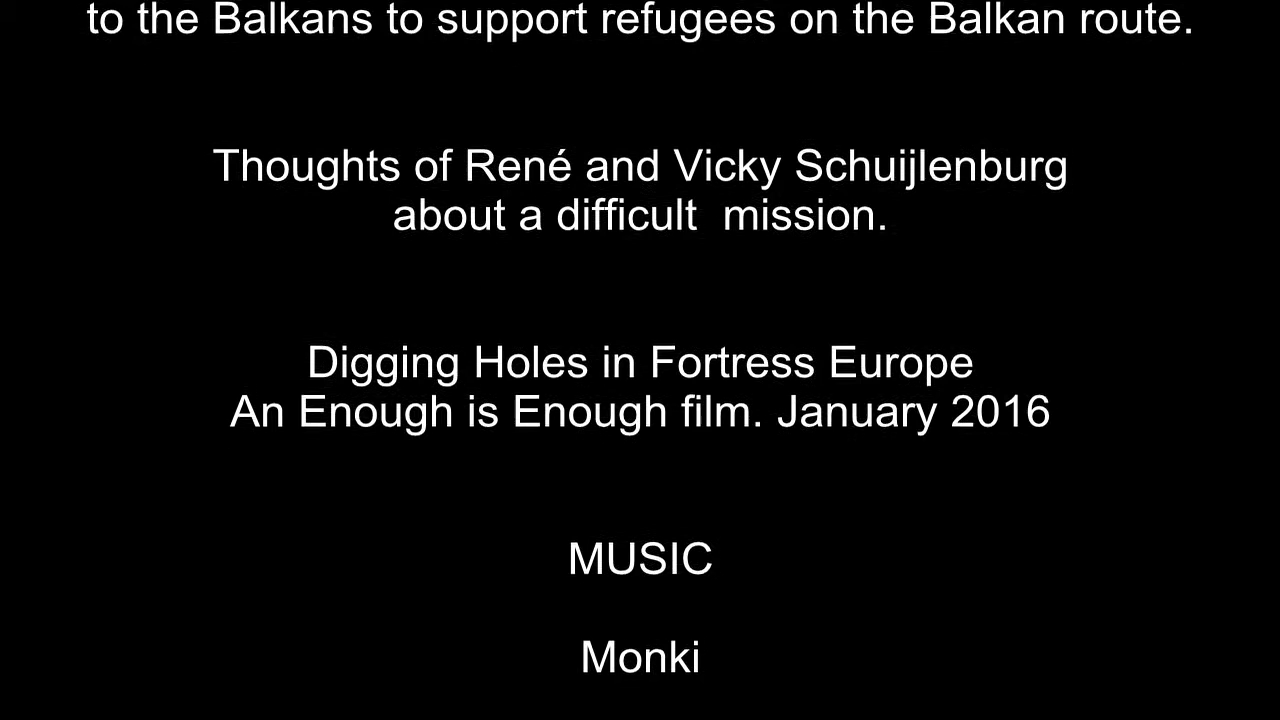 to the Balkans to support refugees on the Balkan route.
Thoughts of René and Vicky Schuijlenburg
about a difficult  mission.
Digging Holes in Fortress Europe
An Enough is Enough film. January 2016
MUSIC
Monki